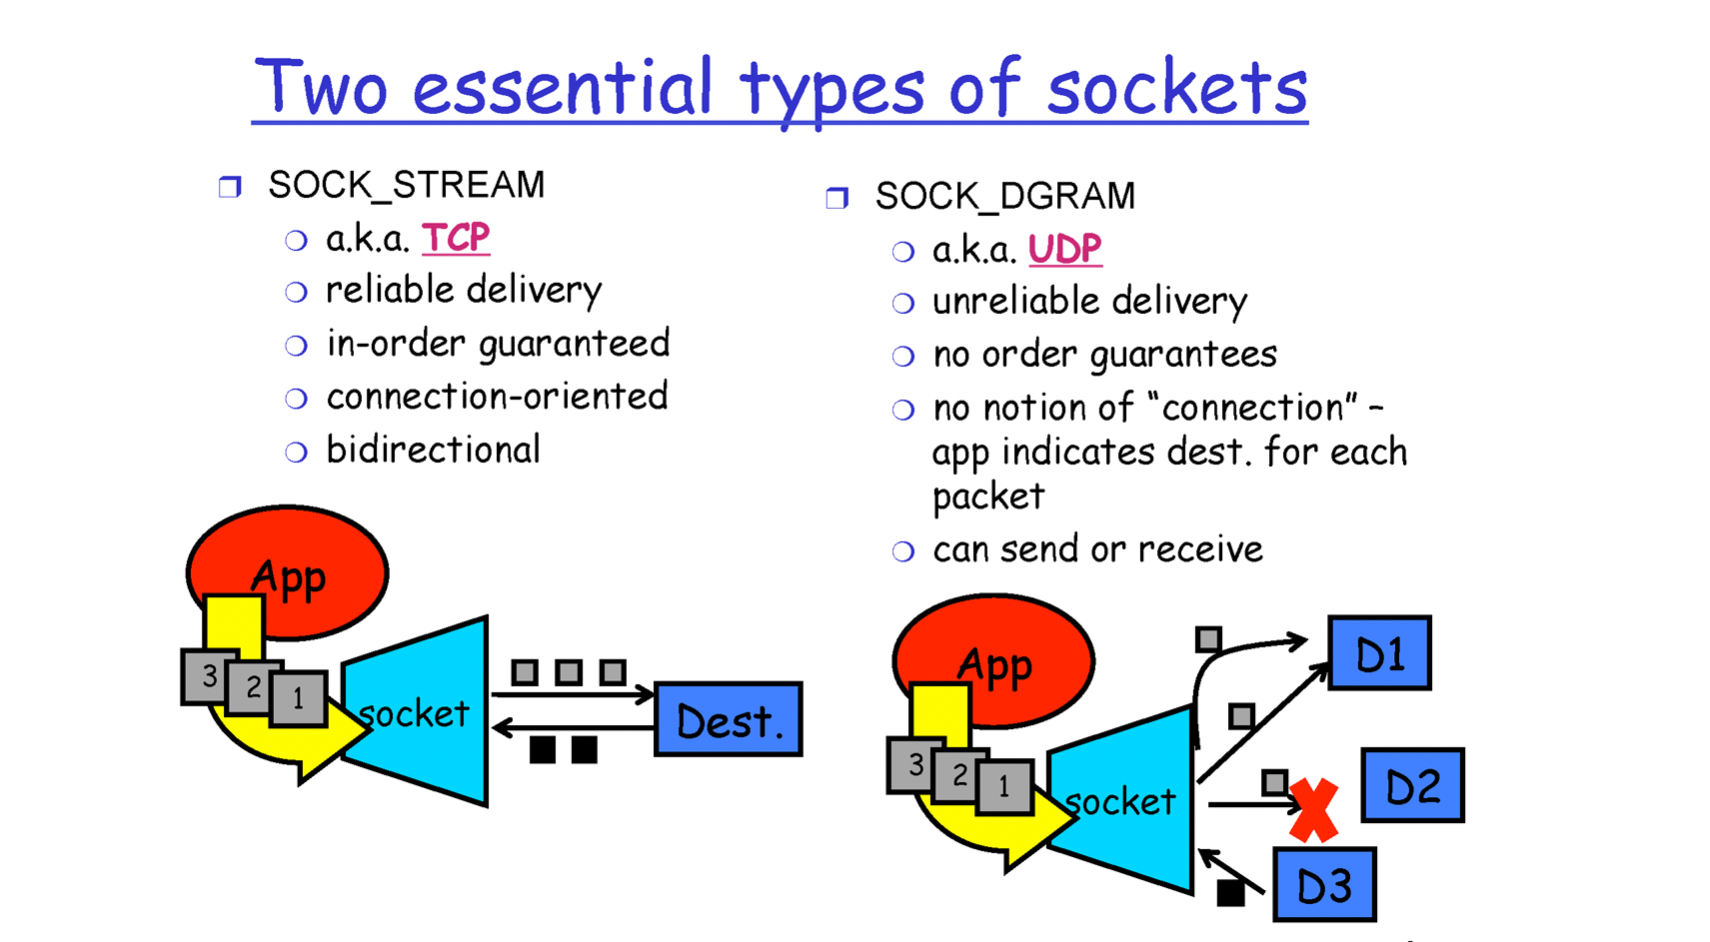 Two essential types of sockets
SOCK_STREAM
a.k.a. TCP
reliable delivery
in-order guaranteed
connection-oriented
bidirectional
SOCK_DGRAM
a.k.a. UDP
unreliable delivery
no order guarantees
no notion of “connection” –
app indicates dest. for each
packet
can send or receive
App
3
2
1
socket
Dest.
App
3
2
1
socket
D1
D2
D3